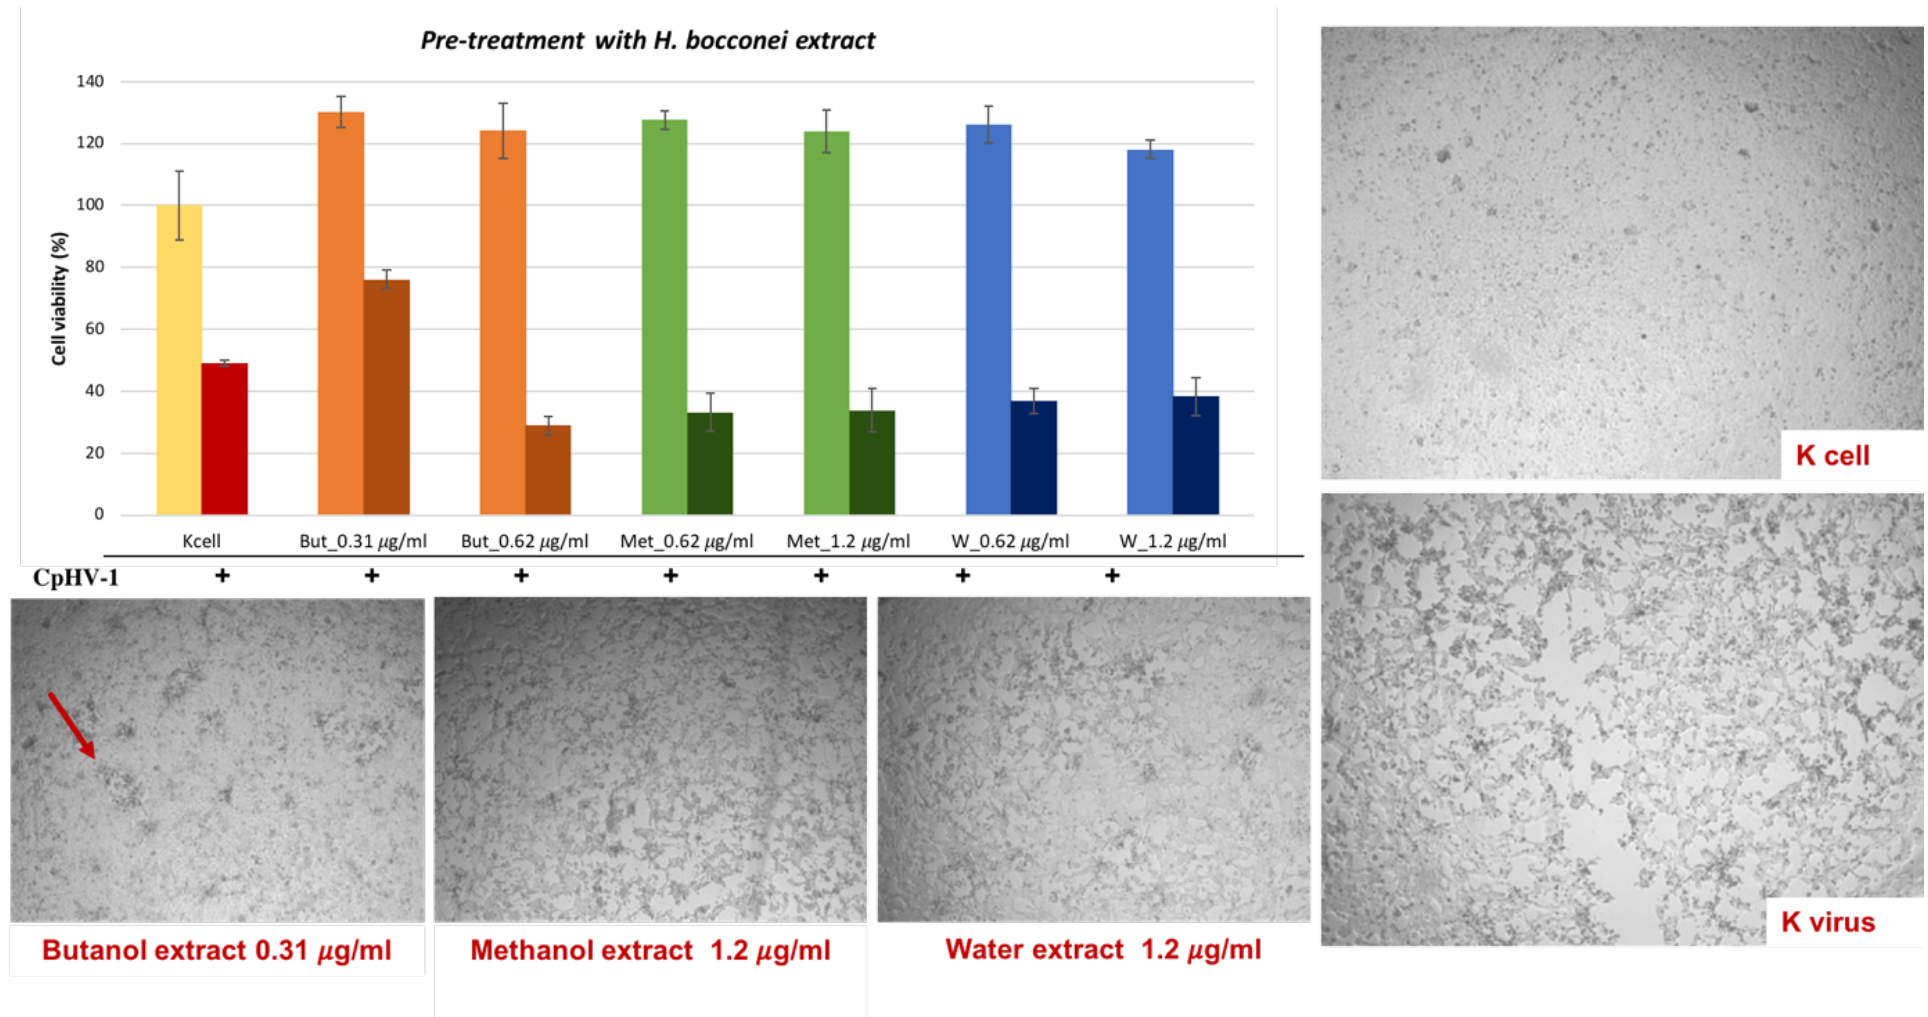 Pre-treatment with H. bocconei extract
Cell viability (%)
140
120
100
80
60
40
20
0
Kcell But_0.31 µg/ml But_0.62 µg/ml Met_0.62 µg/ml Met_1.2 µg/ml W_0.62 µg/ml W_1.2 µg/ml
CpHV-1 + + + + + + +
K cell
K virus
Butanol extract 0.31 µg/ml
Methanol extract 1.2 µg/ml
Water extract 1.2 µg/ml